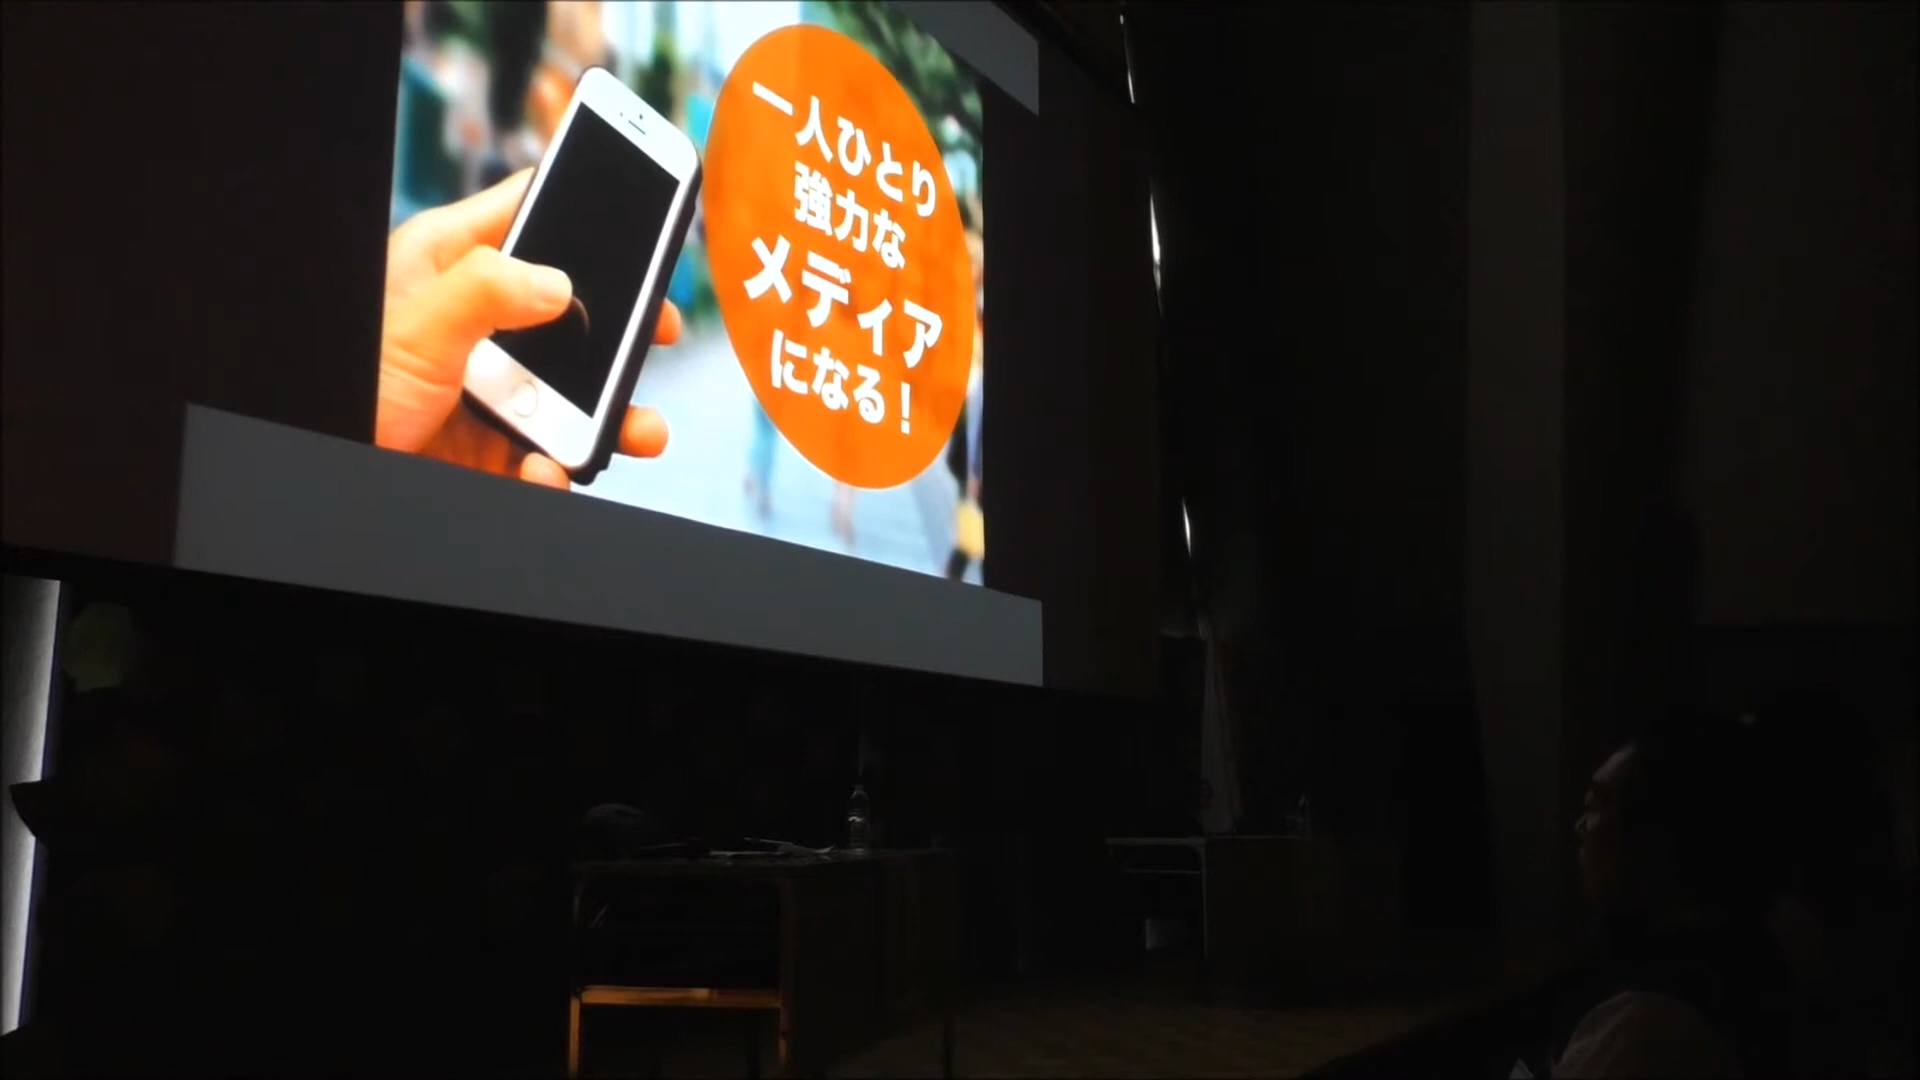 一人ひとり
強力な
メディア
になる！